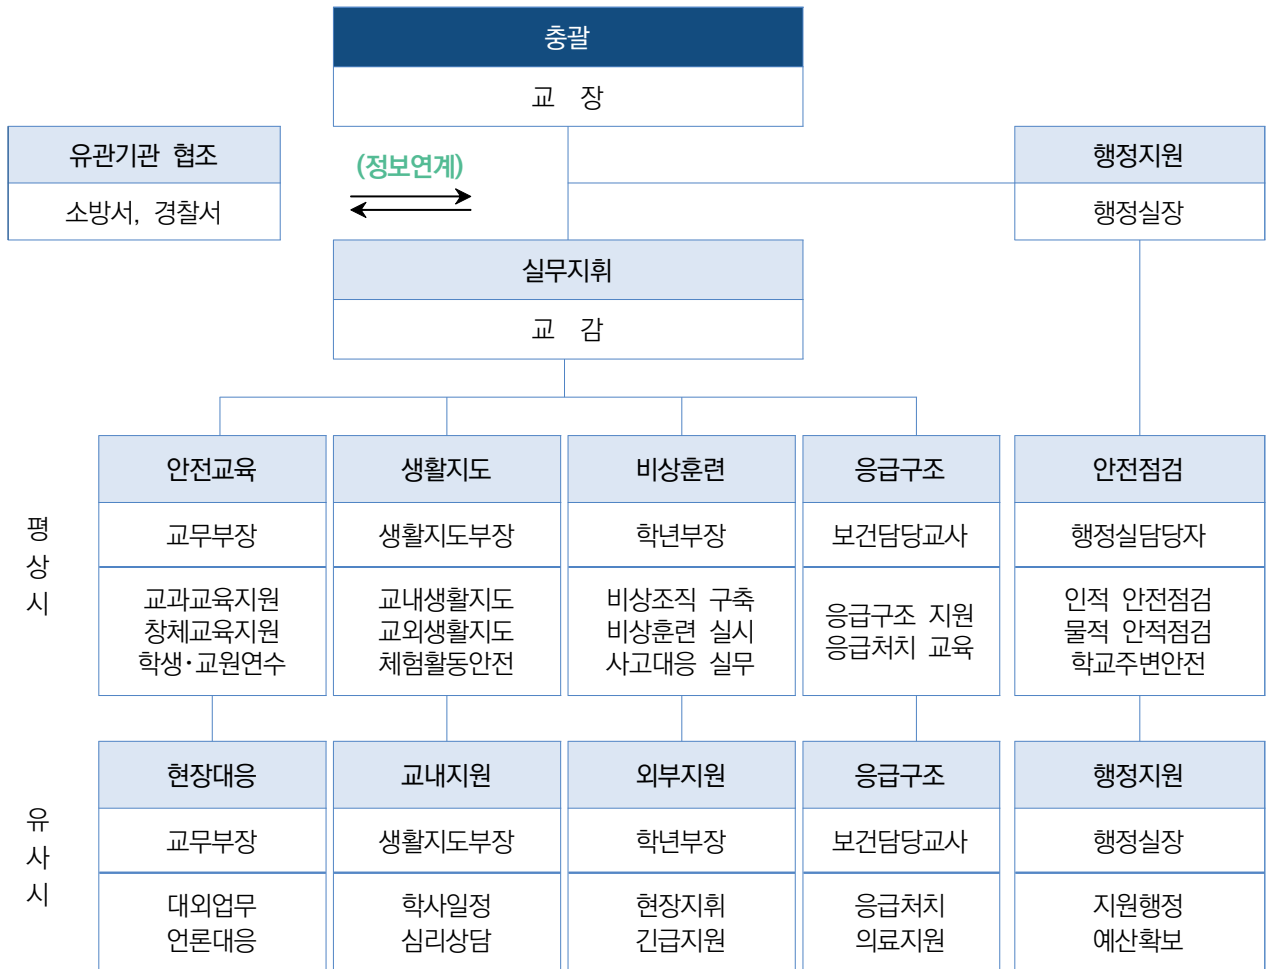 충괄
교 장
유관기관 협조
소방서, 경찰서
(정보연계)
행정지원
행정실장
실무지휘
교 감
평상시
안전교육
교무부장
교과교육지원
창체교육지원
학생·교원연수
생활지도
생활지도부장
교내생활지도
교외생활지도
체험활동안전
비상훈련
학년부장
비상조직 구축
비상훈련 실시
사고대응 실무
응급구조
보건담당교사
응급구조 지원
응급처치 교육
안전점검
행정실담당자
인적 안전점검
물적 안적점검
학교주변안전
유사시
현장대응
교무부장
대외업무
언론대응
교내지원
생활지도부장
학사일정
심리상담
외부지원
학년부장
현장지휘
긴급지원
응급구조
보건담당교사
응급처치
의료지원
행정지원
행정실장
지원행정
예산확보